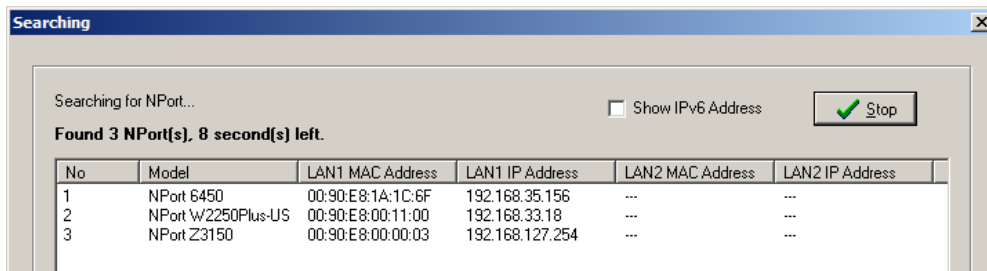 Searching
Searching for NPort...
Show IPv6 Address
Stop
Found 3 NPort(s), 8 second(s) left.
No Model LAN1 MAC Address LAN1 IP Address LAN2 MAC Address LAN2 IP Address
1 NPort 6450 00:90:E8:1A:1C:6F 192.168.35.156 --- ---
2 NPort W2250Plus-US 00:90:E8:00:11:00 192.168.33.18 --- ---
3 NPort Z3150 00:90:E8:00:00:03 192.168.127.254 --- ---